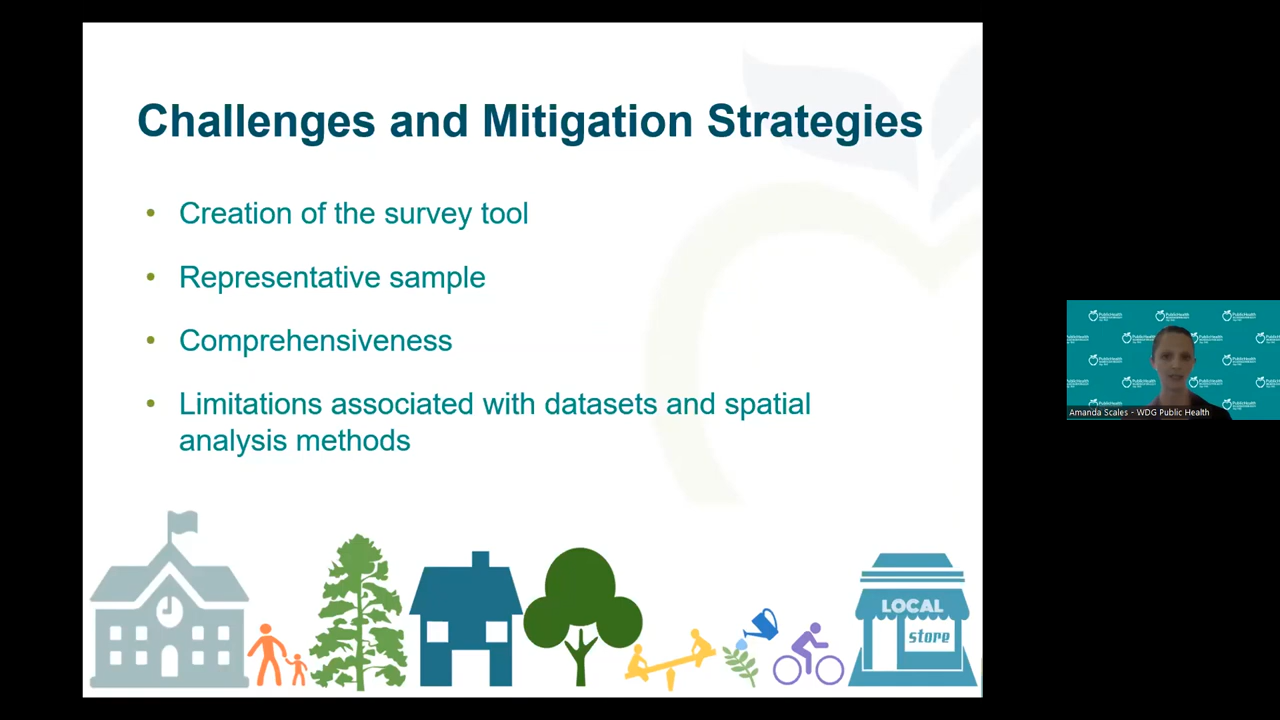 Challenges and Mitigation Strategies
• Creation of the survey tool
• Representative sample
• Comprehensiveness
• Limitations associated with datasets and spatial
analysis methods
LOCAL
store
PublicHealth
Amanda Scales - WDG Public Health